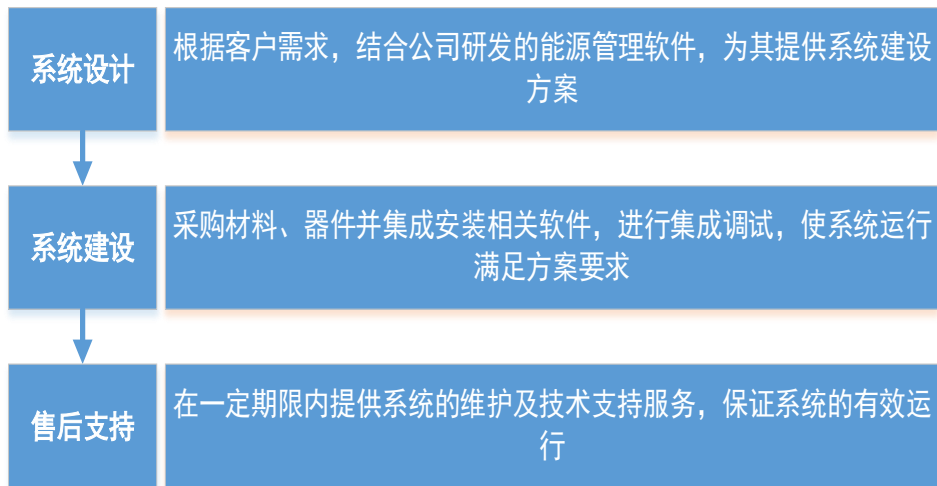 系统设计
根据客户需求，结合公司研发的能源管理软件，为其提供系统建设
方案
系统建设
采购材料、器件并集成安装相关软件，进行集成调试，使系统运行
满足方案要求
售后支持
在一定期限内提供系统的维护及技术支持服务，保证系统的有效运
行